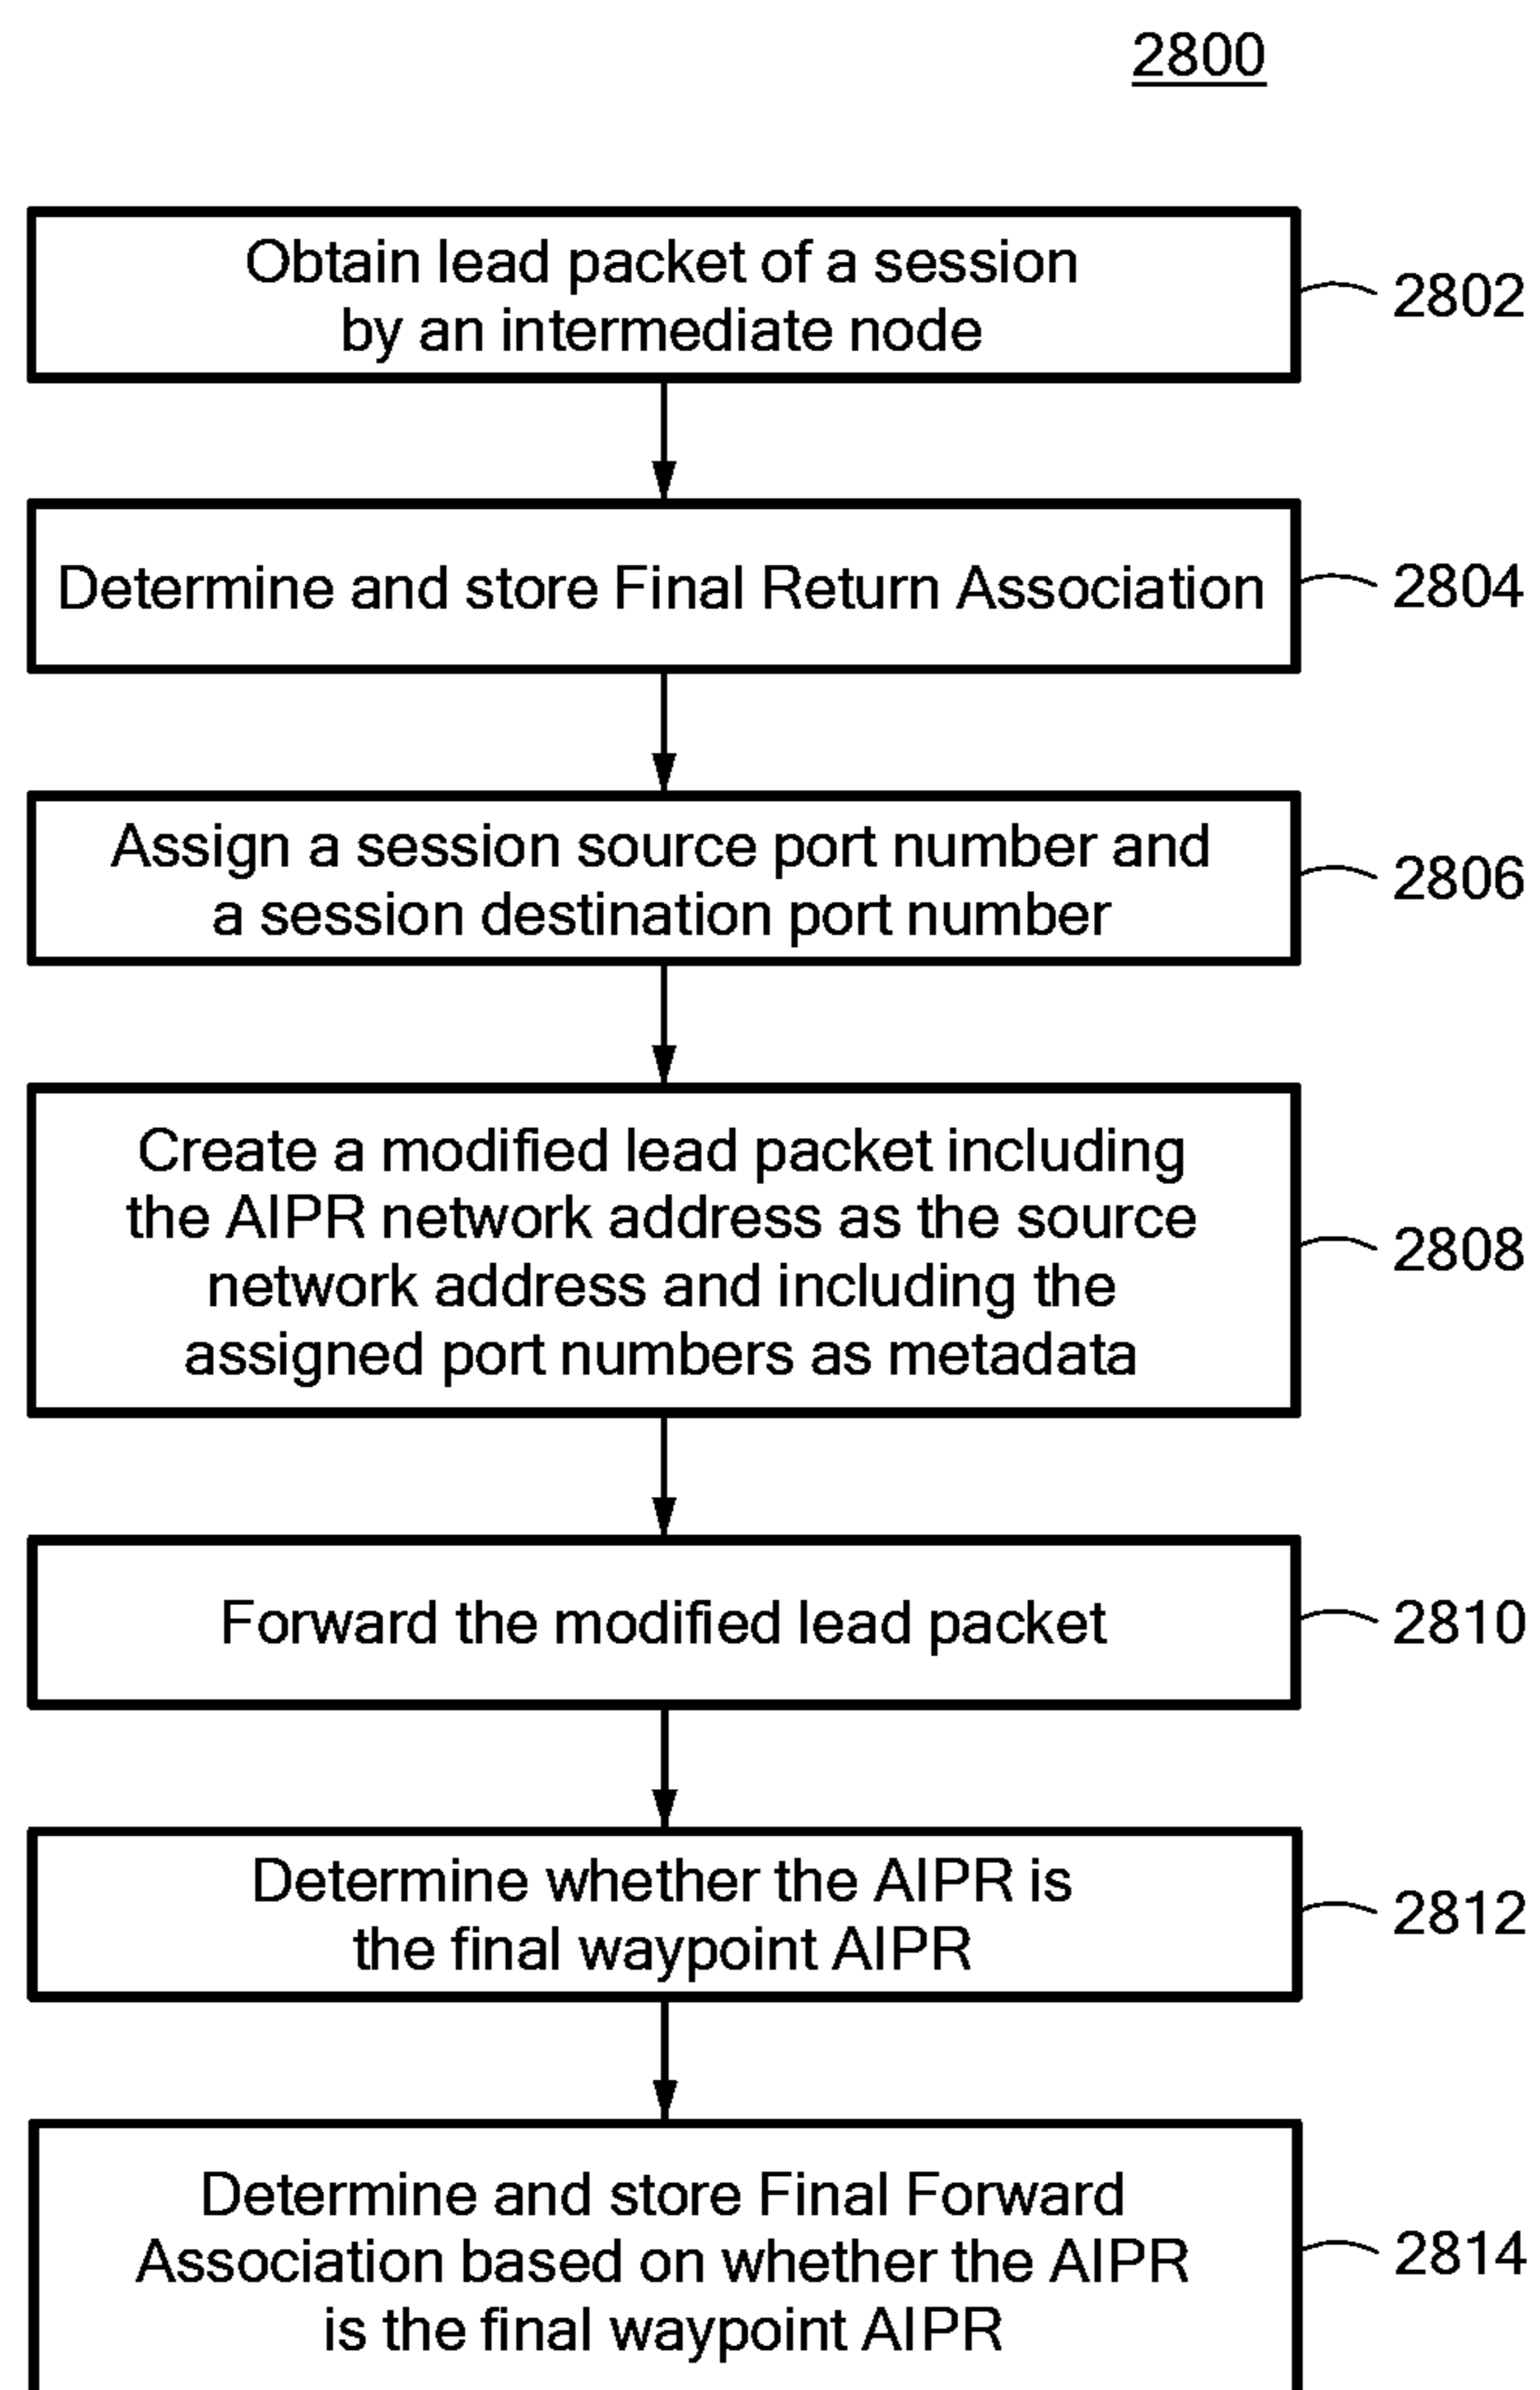 2800
Obtain lead packet of a session
by an intermediate node
2802
Determine and store Final Return Association
2804
Assign a session source port number and
a session destination port number
2806
Create a modified lead packet including
the AIPR network address as the source
network address and including the
assigned port numbers as metadata
2808
Forward the modified lead packet
2810
Determine whether the AIPR is
the final waypoint AIPR
2812
Determine and store Final Forward
Association based on whether the AIPR
is the final waypoint AIPR
2814